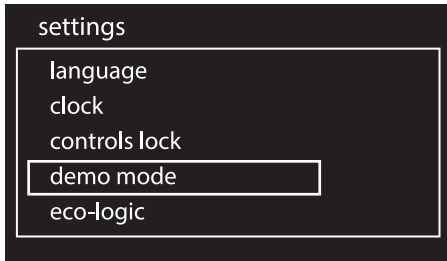 settings
language
clock
controls lock
demo mode
eco-logic